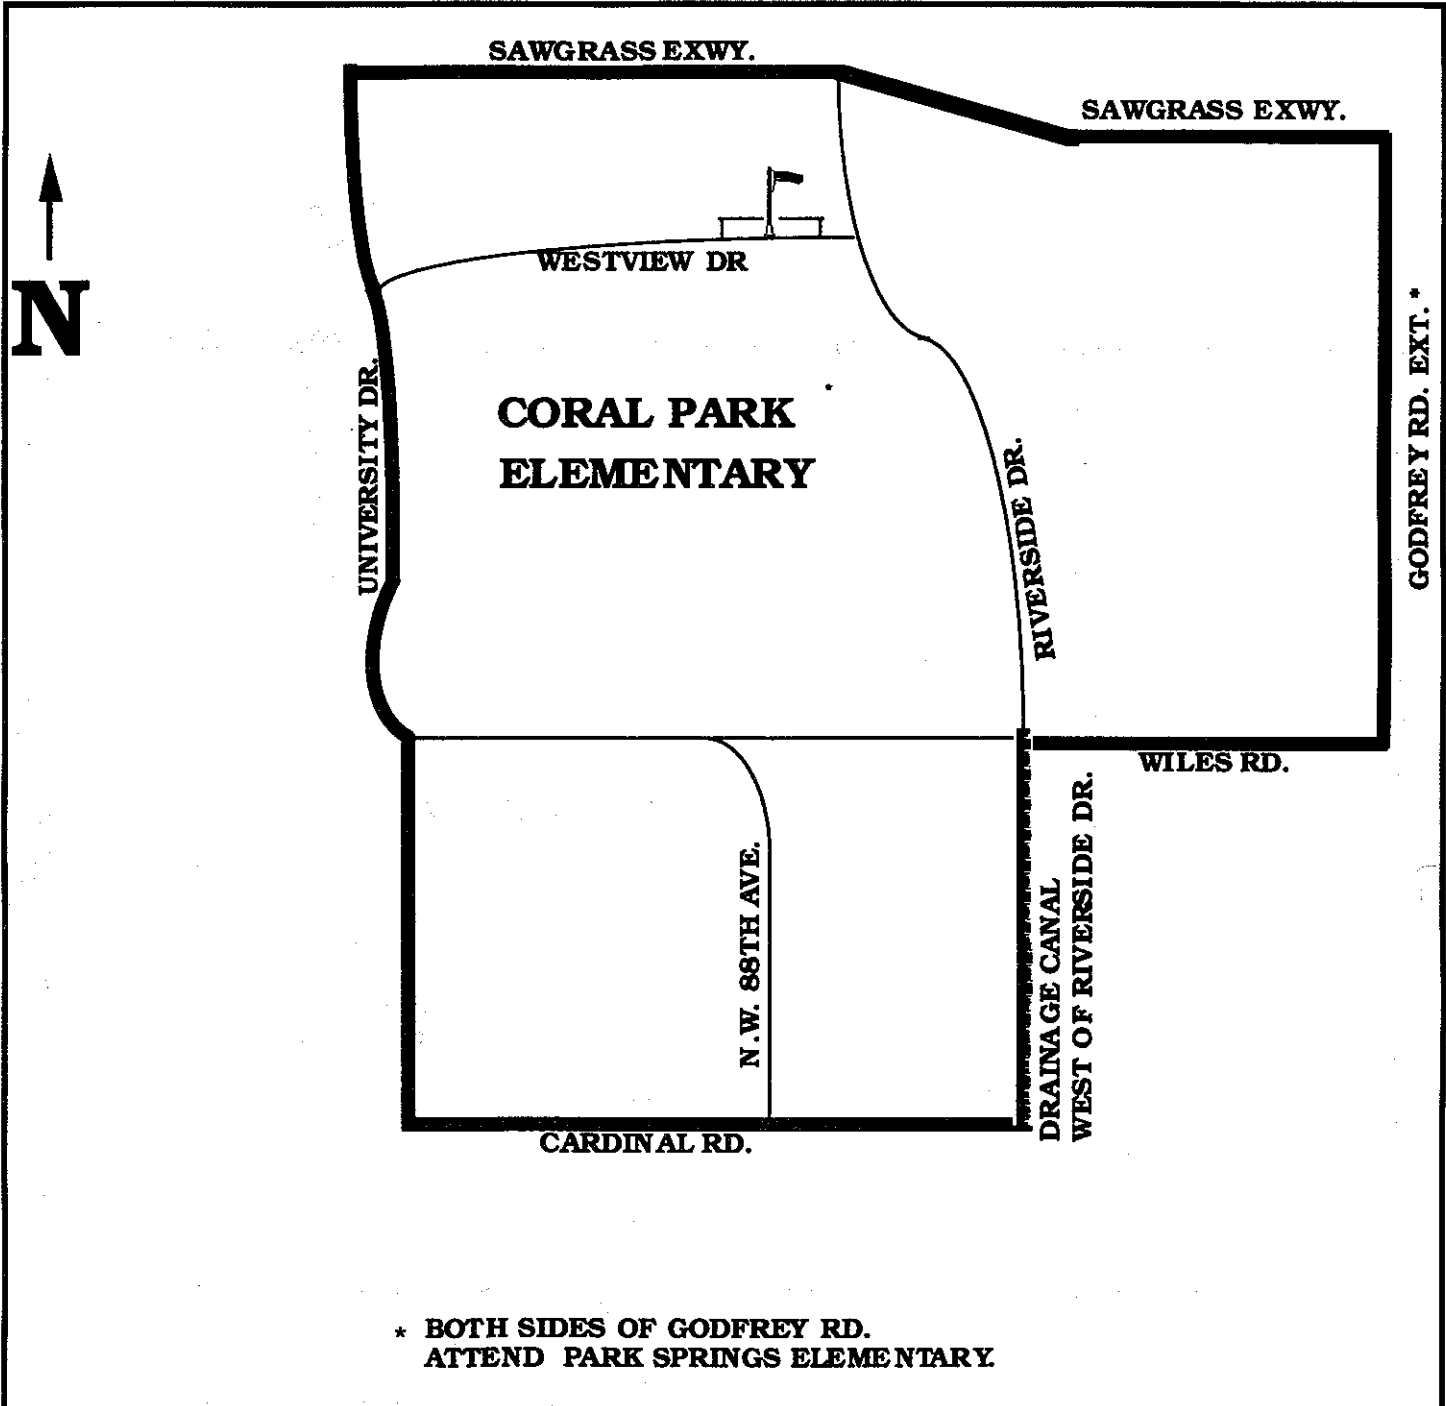 SAWGRASS EXWY.
SAWGRASS EXWY.
N
WESTVIEW DR
UNIVERSITY DR.
CORAL PARK
ELEMENTARY
RIVERSIDE DR.
GODFREY RD. EXT. *
WILES RD.
N.W. 88TH AVE.
DRAINAGE CANAL
WEST OF RIVERSIDE DR.
CARDINAL RD.
* BOTH SIDES OF GODFREY RD.
ATTEND PARK SPRINGS ELEMENTARY.